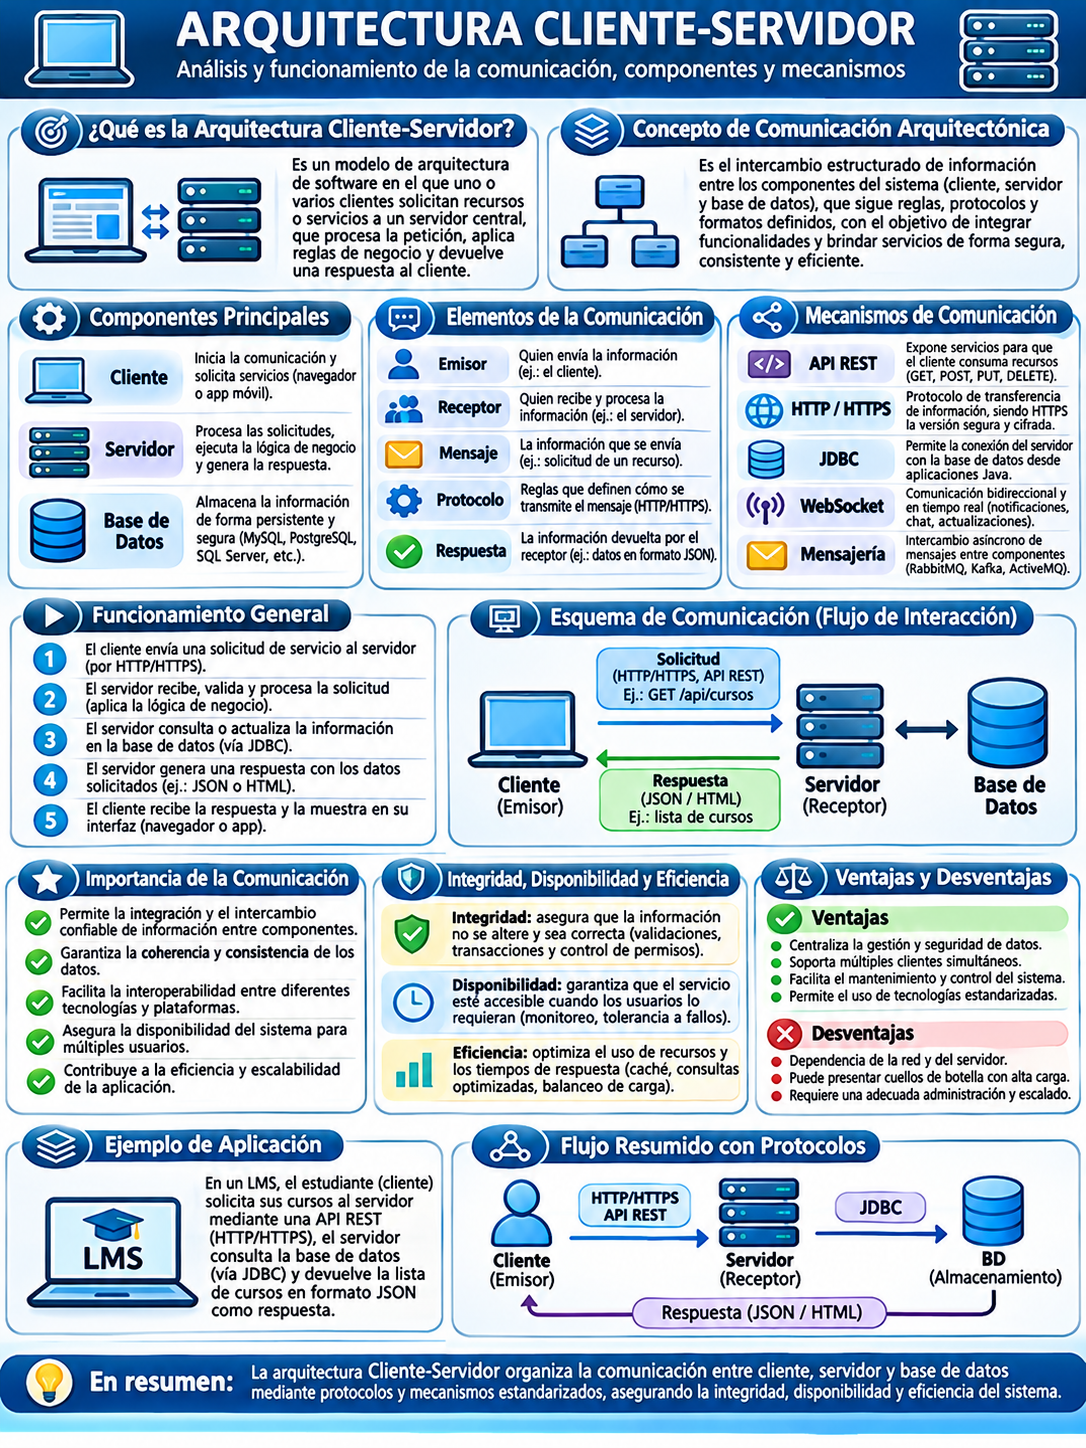 ARQUITECTURA CLIENTE-SERVIDOR
Análisis y funcionamiento de la comunicación, componentes y mecanismos
¿Qué es la Arquitectura Cliente-Servidor?
Es un modelo de arquitectura
de software en el que uno o
varios clientes solicitan recursos
o servicios a un servidor central,
que procesa la petición, aplica
reglas de negocio y devuelve
una respuesta al cliente.
Concepto de Comunicación Arquitectónica
Es el intercambio estructurado de información
entre los componentes del sistema (cliente, servidor
y base de datos), que sigue reglas, protocolos y
formatos definidos, con el objetivo de integrar
funcionalidades y brindar servicios de forma segura,
consistente y eficiente.
Componentes Principales
Cliente
Inicia la comunicación y
solicita servicios (navegador
o app móvil).
Servidor
Procesa las solicitudes,
ejecuta la lógica de negocio
y genera la respuesta.
Base de
Datos
Almacena la información
de forma persistente y
segura (MySQL, PostgreSQL,
SQL Server, etc.).
Elementos de la Comunicación
Emisor
Quien envía la información
(ej.: el cliente).
Receptor
Quien recibe y procesa la
información (ej.: el servidor).
Mensaje
La información que se envía
(ej.: solicitud de un recurso).
Protocolo
Reglas que definen cómo se
transmite el mensaje (HTTP/HTTPS).
Respuesta
La información devuelta por el
receptor (ej.: datos en formato JSON).
Mecanismos de Comunicación
API REST
Expone servicios para que
el cliente consuma recursos
(GET, POST, PUT, DELETE).
HTTP / HTTPS
Protocolo de transferencia
de información, siendo HTTPS
la versión segura y cifrada.
JDBC
Permite la conexión del servidor
con la base de datos desde
aplicaciones Java.
WebSocket
Comunicación bidireccional y
en tiempo real (notificaciones,
chat, actualizaciones).
Mensajería
Intercambio asíncrono de
mensajes entre componentes
(RabbitMQ, Kafka, ActiveMQ).
Funcionamiento General
1 El cliente envía una solicitud de servicio al servidor
(por HTTP/HTTPS).
2 El servidor recibe, valida y procesa la solicitud
(aplica la lógica de negocio).
3 El servidor consulta o actualiza la información
en la base de datos (vía JDBC).
4 El servidor genera una respuesta con los datos
solicitados (ej.: JSON o HTML).
5 El cliente recibe la respuesta y la muestra en su
interfaz (navegador o app).
Esquema de Comunicación (Flujo de Interacción)
Solicitud
(HTTP/HTTPS, API REST)
Ej.: GET /api/cursos
Cliente
(Emisor)
Respuesta
(JSON / HTML)
Ej.: lista de cursos
Servidor
(Receptor)
Base de
Datos
Importancia de la Comunicación
Permite la integración y el intercambio
confiable de información entre componentes.
Garantiza la coherencia y consistencia de los
datos.
Facilita la interoperabilidad entre diferentes
tecnologías y plataformas.
Asegura la disponibilidad del sistema para
múltiples usuarios.
Contribuye a la eficiencia y escalabilidad
de la aplicación.
Integridad, Disponibilidad y Eficiencia
Integridad: asegura que la información
no se altere y sea correcta (validaciones,
transacciones y control de permisos).
Disponibilidad: garantiza que el servicio
esté accesible cuando los usuarios lo
requieran (monitoreo, tolerancia a fallos).
Eficiencia: optimiza el uso de recursos y
los tiempos de respuesta (caché, consultas
optimizadas, balanceo de carga).
Ventajas y Desventajas
Ventajas
Centraliza la gestión y seguridad de datos.
Soporta múltiples clientes simultáneos.
Facilita el mantenimiento y control del sistema.
Permite el uso de tecnologías estandarizadas.
Desventajas
Dependencia de la red y del servidor.
Puede presentar cuellos de botella con alta carga.
Requiere una adecuada administración y escalado.
Ejemplo de Aplicación
LMS
En un LMS, el estudiante (cliente)
solicita sus cursos al servidor
mediante una API REST
(HTTP/HTTPS), el servidor
consulta la base de datos
(vía JDBC) y devuelve la lista
de cursos en formato JSON
como respuesta.
Flujo Resumido con Protocolos
HTTP/HTTPS
API REST
JDBC
Cliente
(Emisor)
Servidor
(Receptor)
BD
(Almacenamiento)
Respuesta (JSON / HTML)
En resumen:
La arquitectura Cliente-Servidor organiza la comunicación entre cliente, servidor y base de datos
mediante protocolos y mecanismos estandarizados, asegurando la integridad, disponibilidad y eficiencia del sistema.